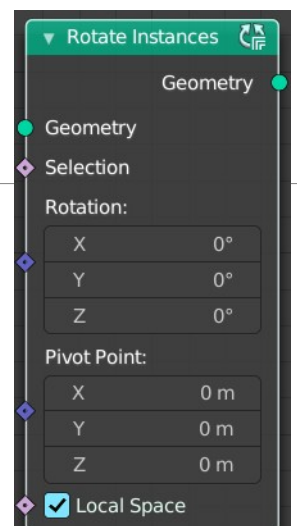 Rotate Instances
Geometry
Geometry
Selection
Rotation:
X 0°
Y 0°
Z 0°
Pivot Point:
X 0 m
Y 0 m
Z 0 m
Local Space